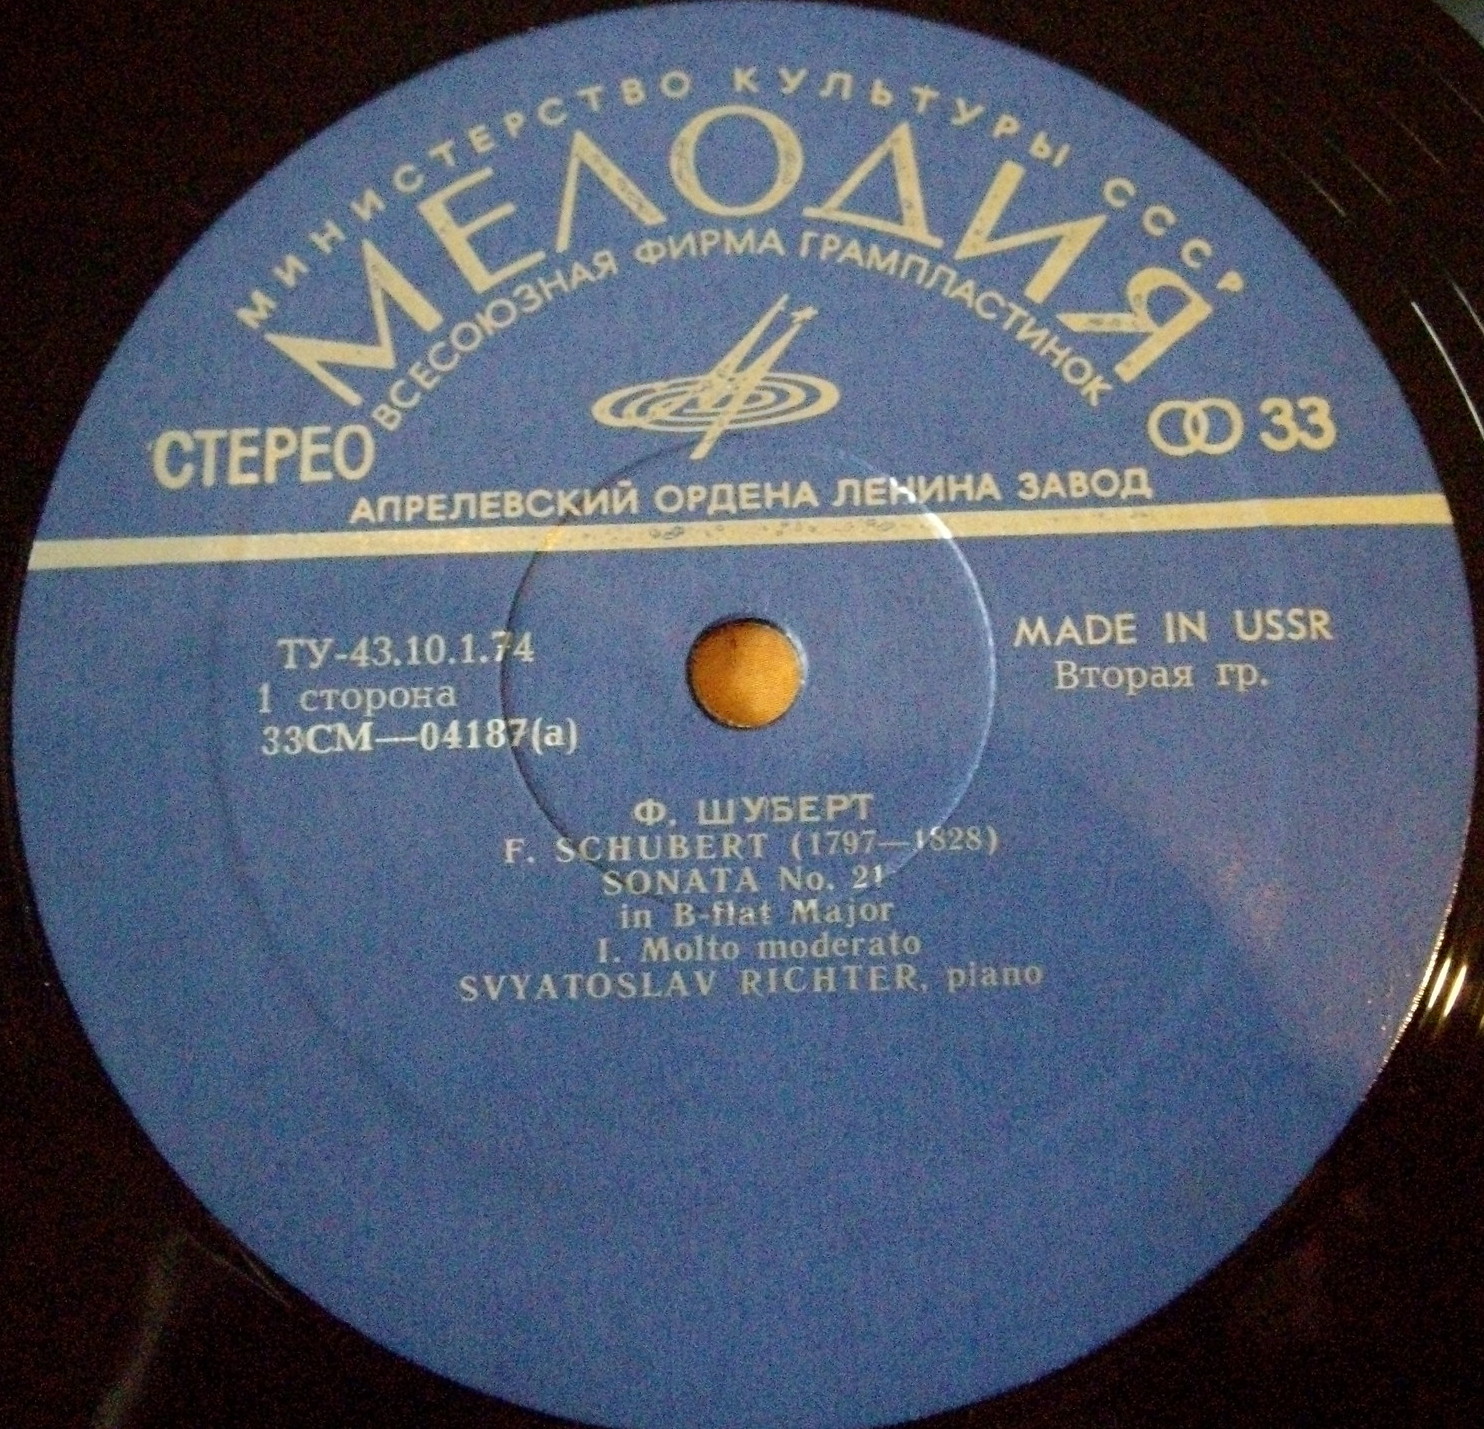 МИНИСТЕРСТВО КУЛЬТУРЫ СССР
МЕЛОДИЯ
ВСЕСОЮЗНАЯ ФИРМА ГРАМПЛАСТИНОК
СТЕРЕО
33
АПРЕЛЕВСКИЙ ОРДЕНА ЛЕНИНА ЗАВОД
ТУ-43.10.1.74
1 сторона
33СМ—04187(а)
MADE IN USSR
Вторая гр.
Ф. ШУБЕРТ
F. SCHUBERT (1797—1828)
SONATA No. 21
in B-flat Major
I. Molto moderato
SVYATOSLAV RICHTER, piano